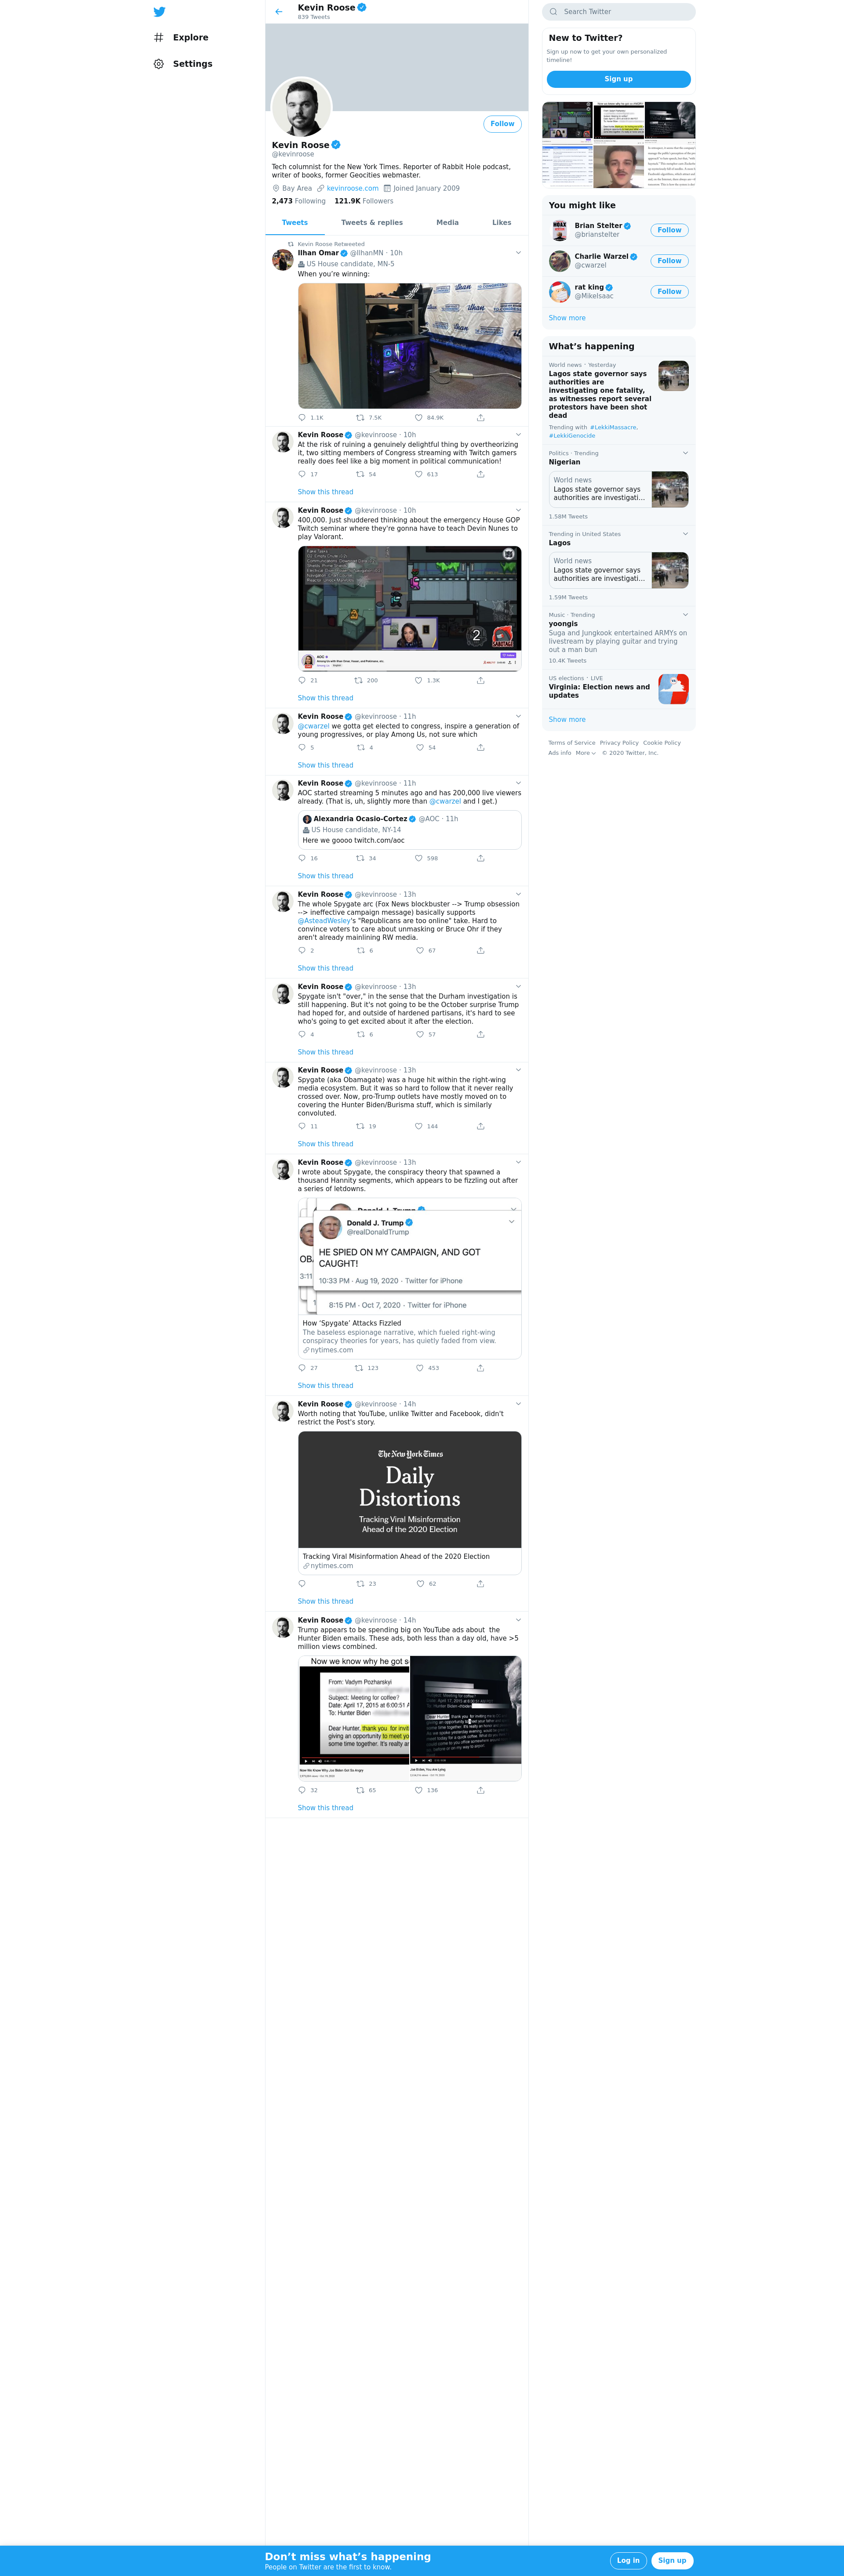 Kevin Roose
839 Tweets
Explore
Settings
Follow
Kevin Roose
@kevinroose
Tech columnist for the New York Times. Reporter of Rabbit Hole podcast,
writer of books, former Geocities webmaster.
Bay Area kevinroose.com Joined January 2009
2,473 Following 121.9K Followers
Tweets Tweets & replies Media Likes
Kevin Roose Retweeted
Ilhan Omar @IlhanMN · 10h
US House candidate, MN-5
When you're winning:
1.1K 7.5K 84.9K
Kevin Roose @kevinroose · 10h
At the risk of ruining a genuinely delightful thing by overtheorizing
it, two sitting members of Congress streaming with Twitch gamers
really does feel like a big moment in political communication!
17 54 613
Show this thread
Kevin Roose @kevinroose · 10h
400,000. Just shuddered thinking about the emergency House GOP
Twitch seminar where they're gonna have to teach Devin Nunes to
play Valorant.
Fake Tasks
2
SABOTAGE
AOC
21 200 1.3K
Show this thread
Kevin Roose @kevinroose · 11h
@cwarzel we gotta get elected to congress, inspire a generation of
young progressives, or play Among Us, not sure which
5 4 54
Show this thread
Kevin Roose @kevinroose · 11h
AOC started streaming 5 minutes ago and has 200,000 live viewers
already. (That is, uh, slightly more than @cwarzel and I get.)
Alexandria Ocasio-Cortez @AOC · 11h
US House candidate, NY-14
Here we goooo twitch.com/aoc
16 34 598
Show this thread
Kevin Roose @kevinroose · 13h
The whole Spygate arc (Fox News blockbuster --> Trump obsession
--> ineffective campaign message) basically supports
@AsteadWesley's "Republicans are too online" take. Hard to
convince voters to care about unmasking or Bruce Ohr if they
aren't already mainlining RW media.
2 6 67
Show this thread
Kevin Roose @kevinroose · 13h
Spygate isn't "over," in the sense that the Durham investigation is
still happening. But it's not going to be the October surprise Trump
had hoped for, and outside of hardened partisans, it's hard to see
who's going to get excited about it after the election.
4 6 57
Show this thread
Kevin Roose @kevinroose · 13h
Spygate (aka Obamagate) was a huge hit within the right-wing
media ecosystem. But it was so hard to follow that it never really
crossed over. Now, pro-Trump outlets have mostly moved on to
covering the Hunter Biden/Burisma stuff, which is similarly
convoluted.
11 19 144
Show this thread
Kevin Roose @kevinroose · 13h
I wrote about Spygate, the conspiracy theory that spawned a
thousand Hannity segments, which appears to be fizzling out after
a series of letdowns.
Donald J. Trump
@realDonaldTrump
HE SPIED ON MY CAMPAIGN, AND GOT
CAUGHT!
10:33 PM · Aug 19, 2020 · Twitter for iPhone
8:15 PM · Oct 7, 2020 · Twitter for iPhone
How 'Spygate' Attacks Fizzled
The baseless espionage narrative, which fueled right-wing
conspiracy theories for years, has quietly faded from view.
nytimes.com
27 123 453
Show this thread
Kevin Roose @kevinroose · 14h
Worth noting that YouTube, unlike Twitter and Facebook, didn't
restrict the Post's story.
The New York Times
Daily
Distortions
Tracking Viral Misinformation
Ahead of the 2020 Election
Tracking Viral Misinformation Ahead of the 2020 Election
nytimes.com
23 62
Show this thread
Kevin Roose @kevinroose · 14h
Trump appears to be spending big on YouTube ads about the
Hunter Biden emails. These ads, both less than a day old, have >5
million views combined.
Now we know why he got s
From: Vadym Pozharskyi
Subject: Meeting for coffee?
Date: April 17, 2015 at 6:00:51 A
To: Hunter Biden
Dear Hunter, thank you for invit
giving an opportunity to meet yo
some time together. It's realty ar
Now We Know Why Joe Biden Got So Angry
Joe Biden, You Are Lying
32 65 136
Show this thread
Search Twitter
New to Twitter?
Sign up now to get your own personalized
timeline!
Sign up
You might like
Brian Stelter
@brianstelter
Follow
Charlie Warzel
@cwarzel
Follow
rat king
@MikeIsaac
Follow
Show more
What's happening
World news · Yesterday
Lagos state governor says
authorities are
investigating one fatality,
as witnesses report several
protestors have been shot
dead
Trending with #LekkiMassacre,
#LekkiGenocide
Politics · Trending
Nigerian
World news
Lagos state governor says
authorities are investigati...
1.58M Tweets
Trending in United States
Lagos
World news
Lagos state governor says
authorities are investigati...
1.59M Tweets
Music · Trending
yoongis
Suga and Jungkook entertained ARMYs on
livestream by playing guitar and trying
out a man bun
10.4K Tweets
US elections · LIVE
Virginia: Election news and
updates
Show more
Terms of Service Privacy Policy Cookie Policy
Ads info More © 2020 Twitter, Inc.
Don't miss what's happening
People on Twitter are the first to know.
Log in
Sign up